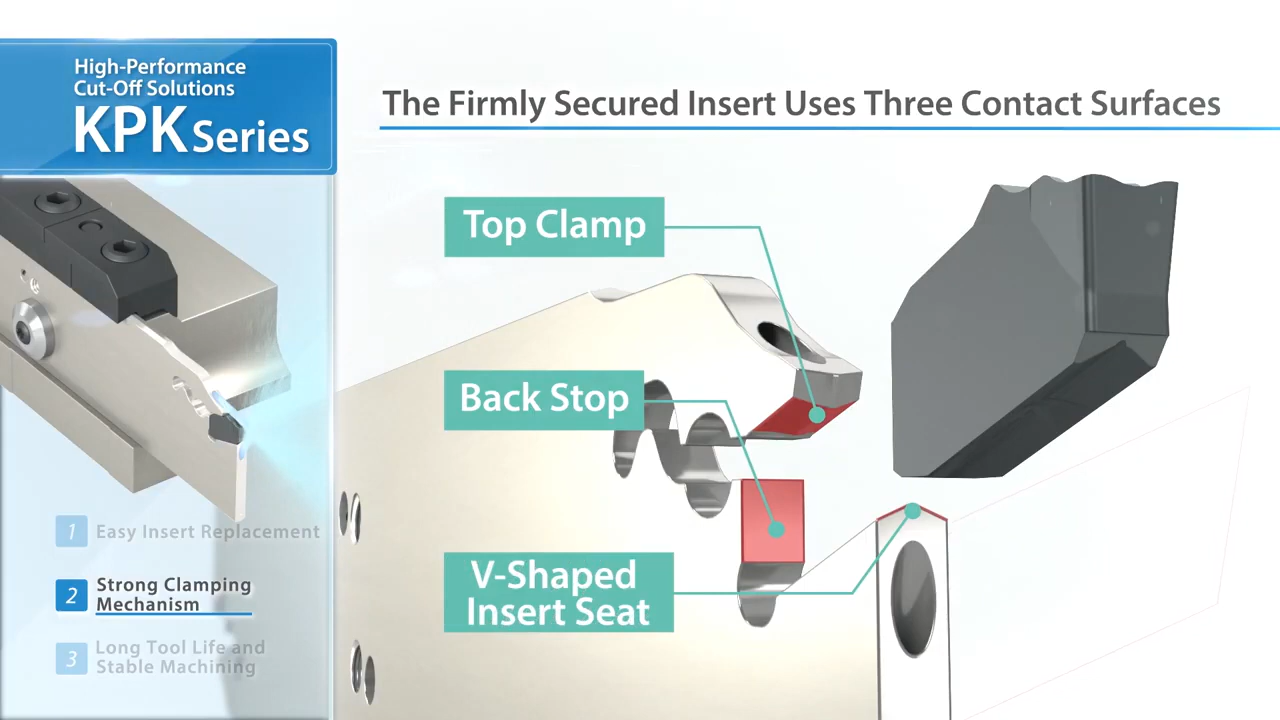 High-Performance
Cut-Off Solutions
KPK Series
The Firmly Secured Insert Uses Three Contact Surfaces
Top Clamp
Back Stop
V-Shaped
Insert Seat
1 Easy Insert Replacement
2 Strong Clamping
Mechanism
3 Long Tool Life and
Stable Machining